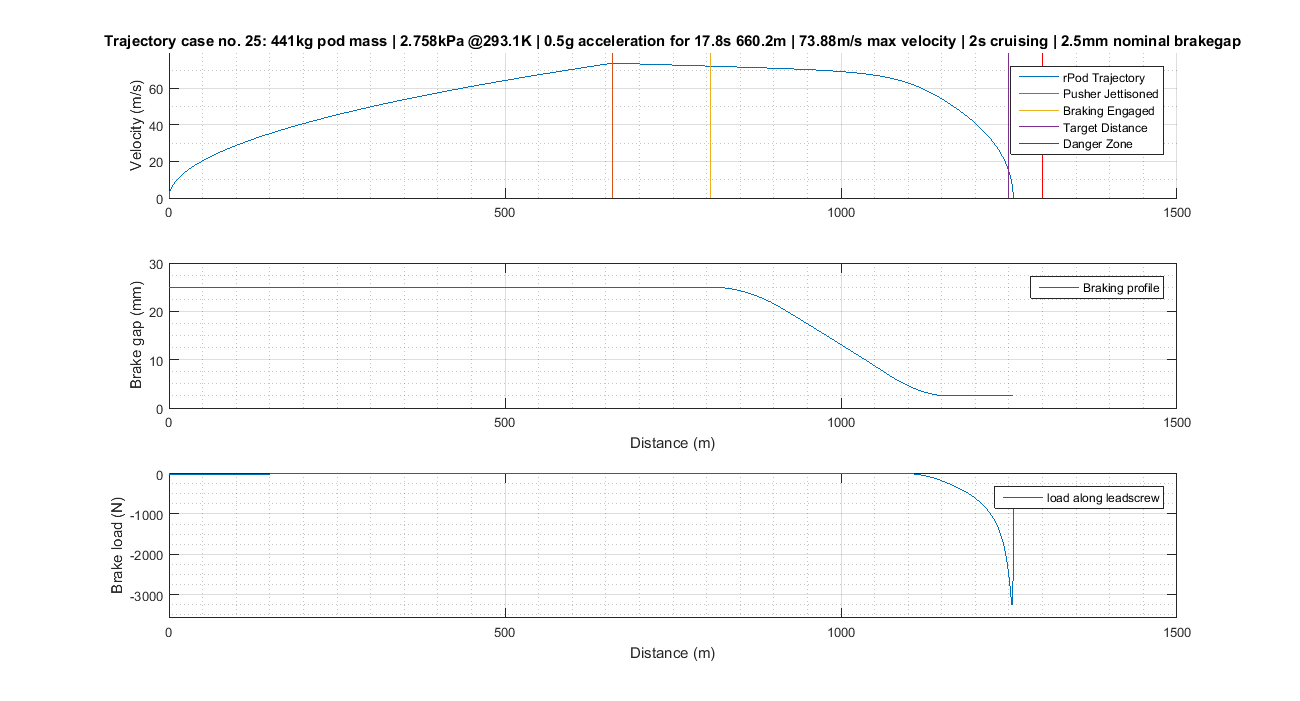 Trajectory case no. 25: 441kg pod mass | 2.758kPa @293.1K | 0.5g acceleration for 17.8s 660.2m | 73.88m/s max velocity | 2s cruising | 2.5mm nominal brakegap
Velocity (m/s)
60
40
20
0
0 500 1000 1500
rPod Trajectory
Pusher Jettisoned
Braking Engaged
Target Distance
Danger Zone
Brake gap (mm)
30
20
10
0
0 500 1000 1500
Distance (m)
Braking profile
Brake load (N)
0
-1000
-2000
-3000
0 500 1000 1500
Distance (m)
load along leadscrew